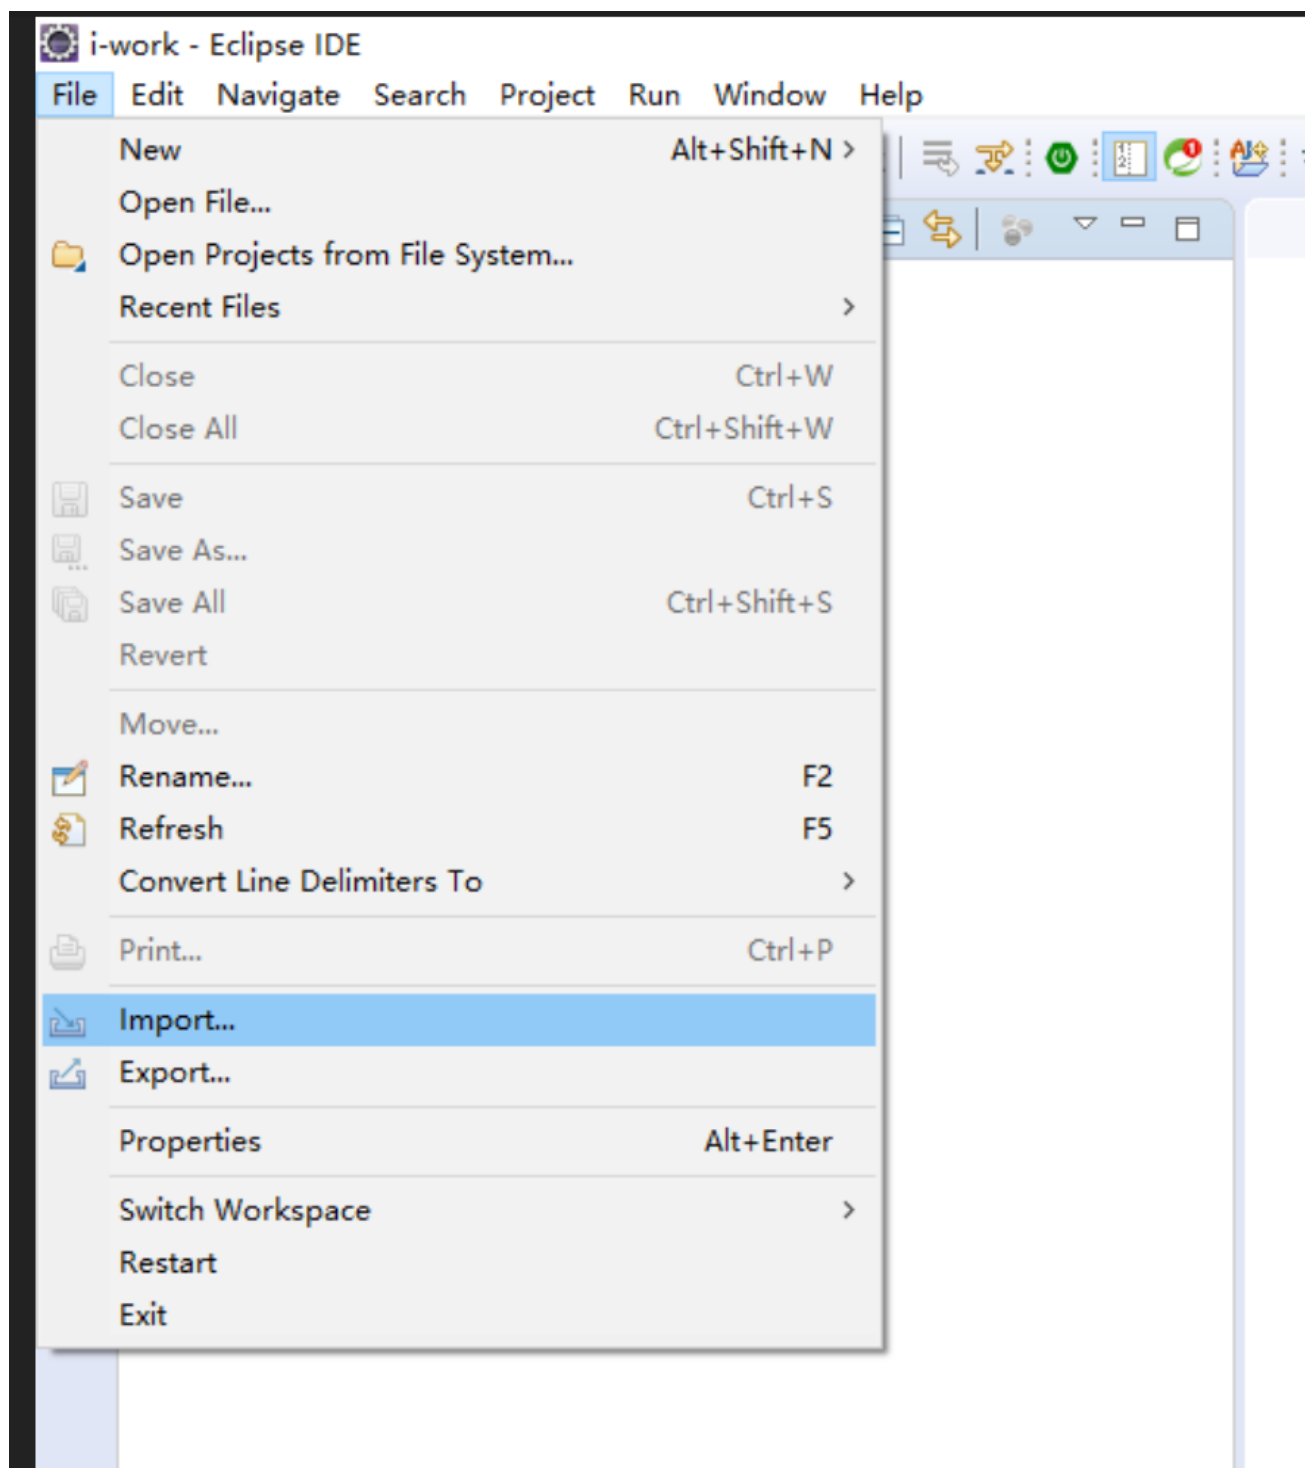 i-work - Eclipse IDE
File Edit Navigate Search Project Run Window Help
New Alt+Shift+N >
Open File...
Open Projects from File System...
Recent Files >
Close Ctrl+W
Close All Ctrl+Shift+W
Save Ctrl+S
Save As...
Save All Ctrl+Shift+S
Revert
Move...
Rename... F2
Refresh F5
Convert Line Delimiters To >
Print... Ctrl+P
Import...
Export...
Properties Alt+Enter
Switch Workspace >
Restart
Exit